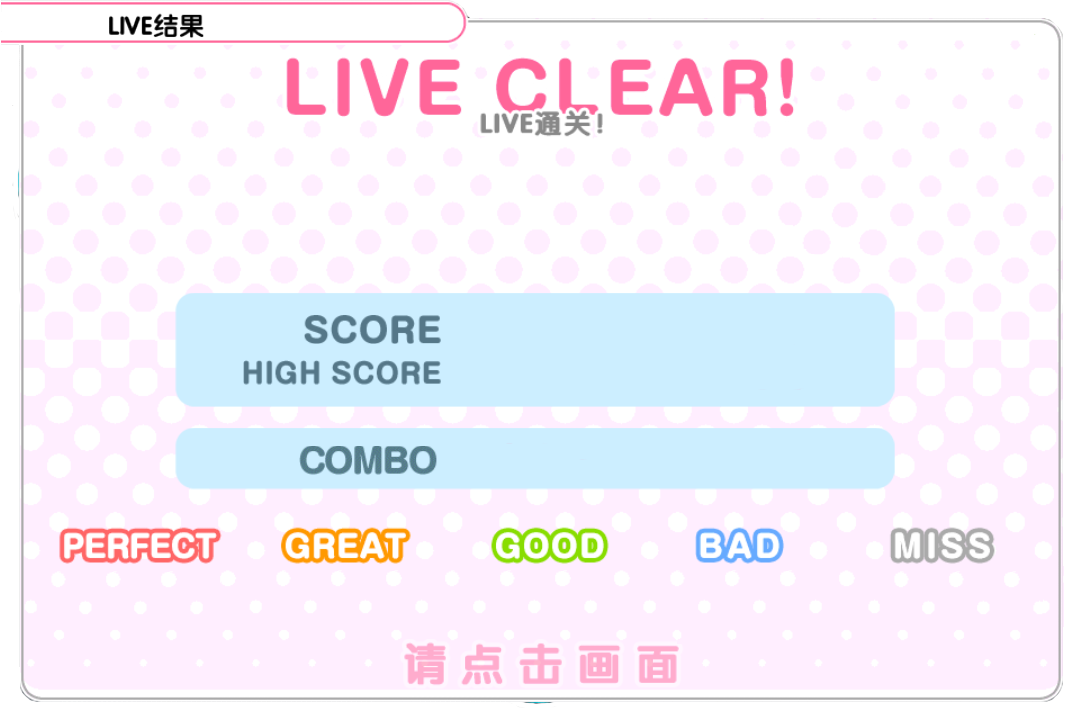 LIVE结果
LIVE CLEAR!
LIVE通关!
SCORE
HIGH SCORE
COMBO
PERFECT GREAT GOOD BAD MISS
请点击画面